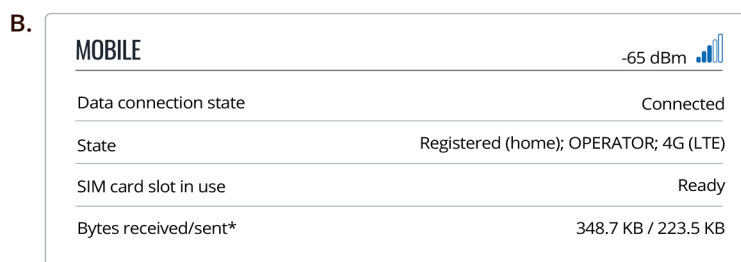 B.
MOBILE -65 dBm
Data connection state Connected
State Registered (home); OPERATOR; 4G (LTE)
SIM card slot in use Ready
Bytes received/sent* 348.7 KB / 223.5 KB